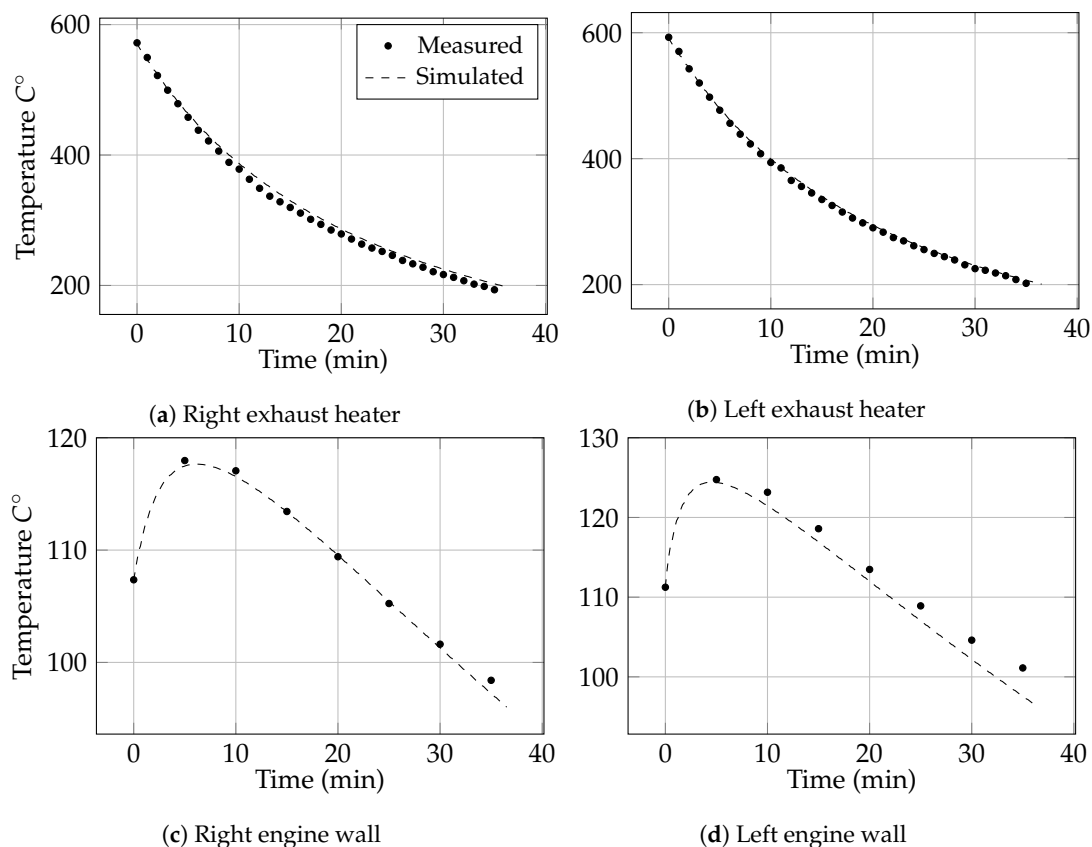 600
400
200
0 10 20 30 40
Temperature C°
Time (min)
Measured
Simulated
(a) Right exhaust heater
600
400
200
0 10 20 30 40
Time (min)
(b) Left exhaust heater
120
110
100
0 10 20 30 40
Temperature C°
Time (min)
(c) Right engine wall
130
120
110
100
0 10 20 30 40
Time (min)
(d) Left engine wall